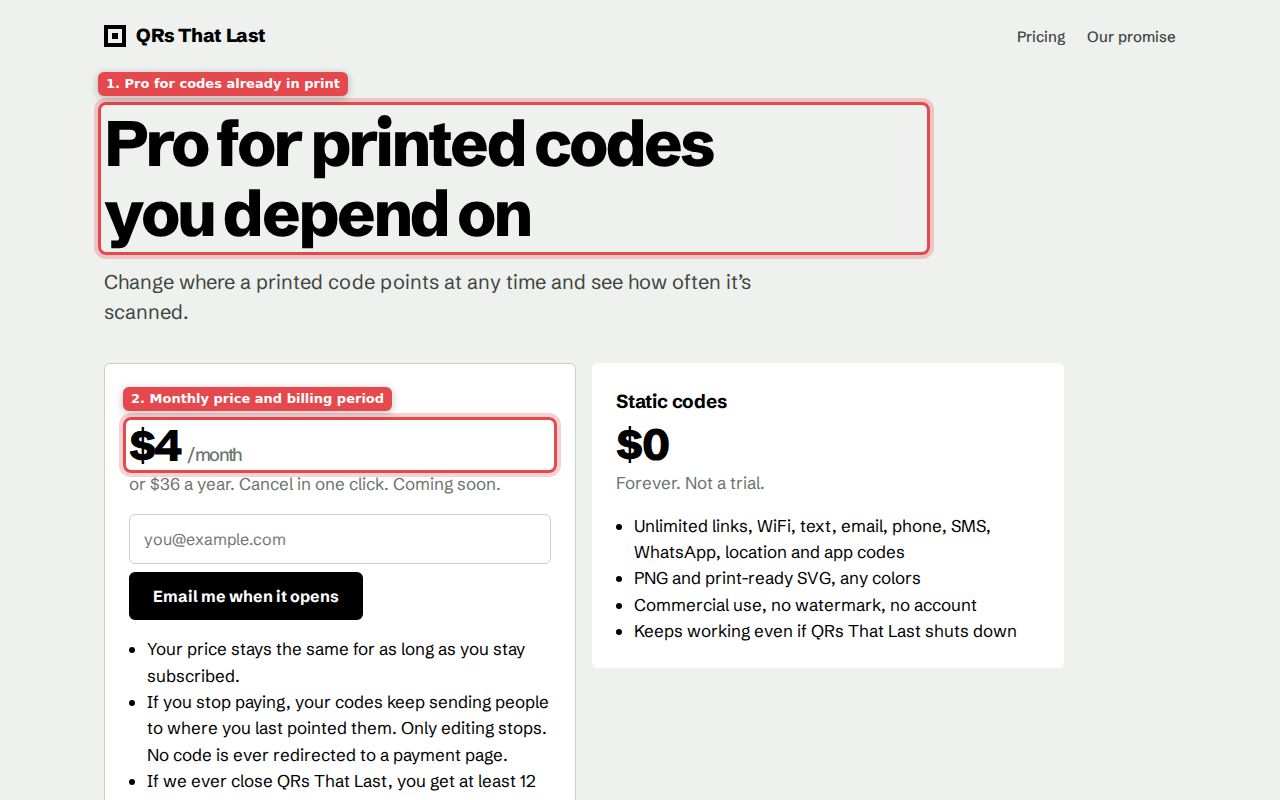 QRs That Last
Pricing
Our promise
1. Pro for codes already in print
Pro for printed codes
you depend on
Change where a printed code points at any time and see how often it’s
scanned.
2. Monthly price and billing period
$4 /month
or $36 a year. Cancel in one click. Coming soon.
you@example.com
Email me when it opens
Your price stays the same for as long as you stay
subscribed.
If you stop paying, your codes keep sending people
to where you last pointed them. Only editing stops.
No code is ever redirected to a payment page.
If we ever close QRs That Last, you get at least 12
Static codes
$0
Forever. Not a trial.
Unlimited links, WiFi, text, email, phone, SMS,
WhatsApp, location and app codes
PNG and print-ready SVG, any colors
Commercial use, no watermark, no account
Keeps working even if QRs That Last shuts down